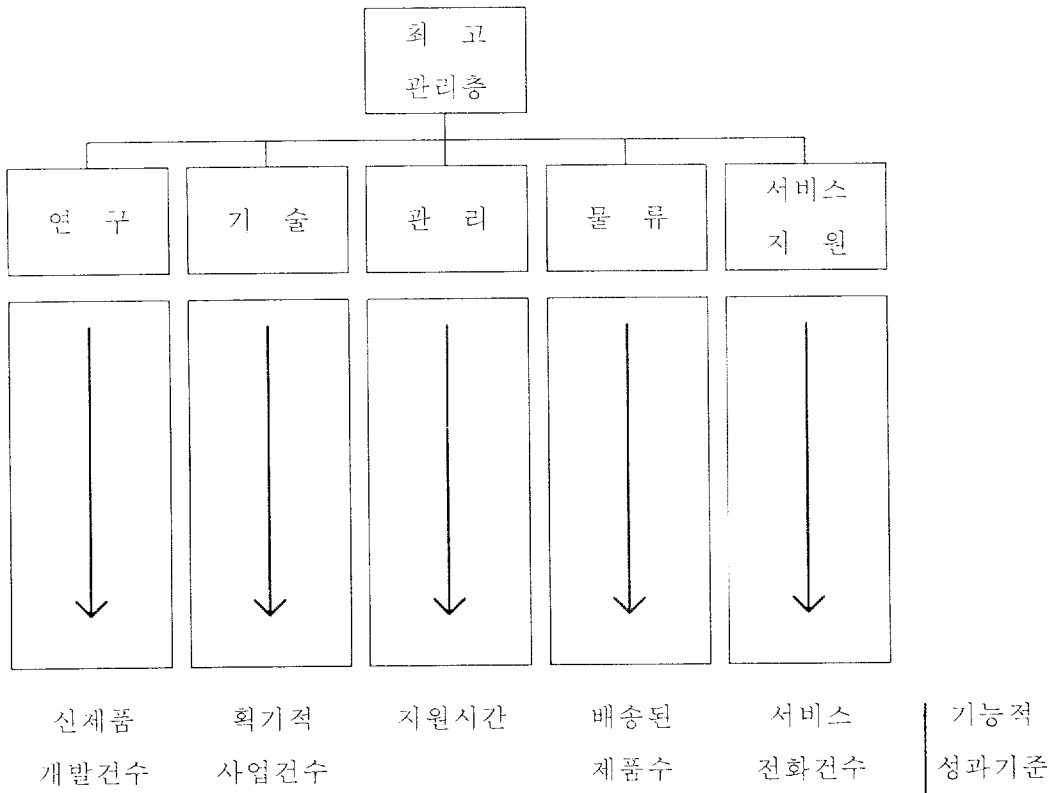 최 고
관리층
연 구
기 술
관 리
물 류
서비스
지 원
신제품
개발건수
획기적
사업건수
지원시간
배송된
제품수
서비스
전화건수
기능적
성과기준